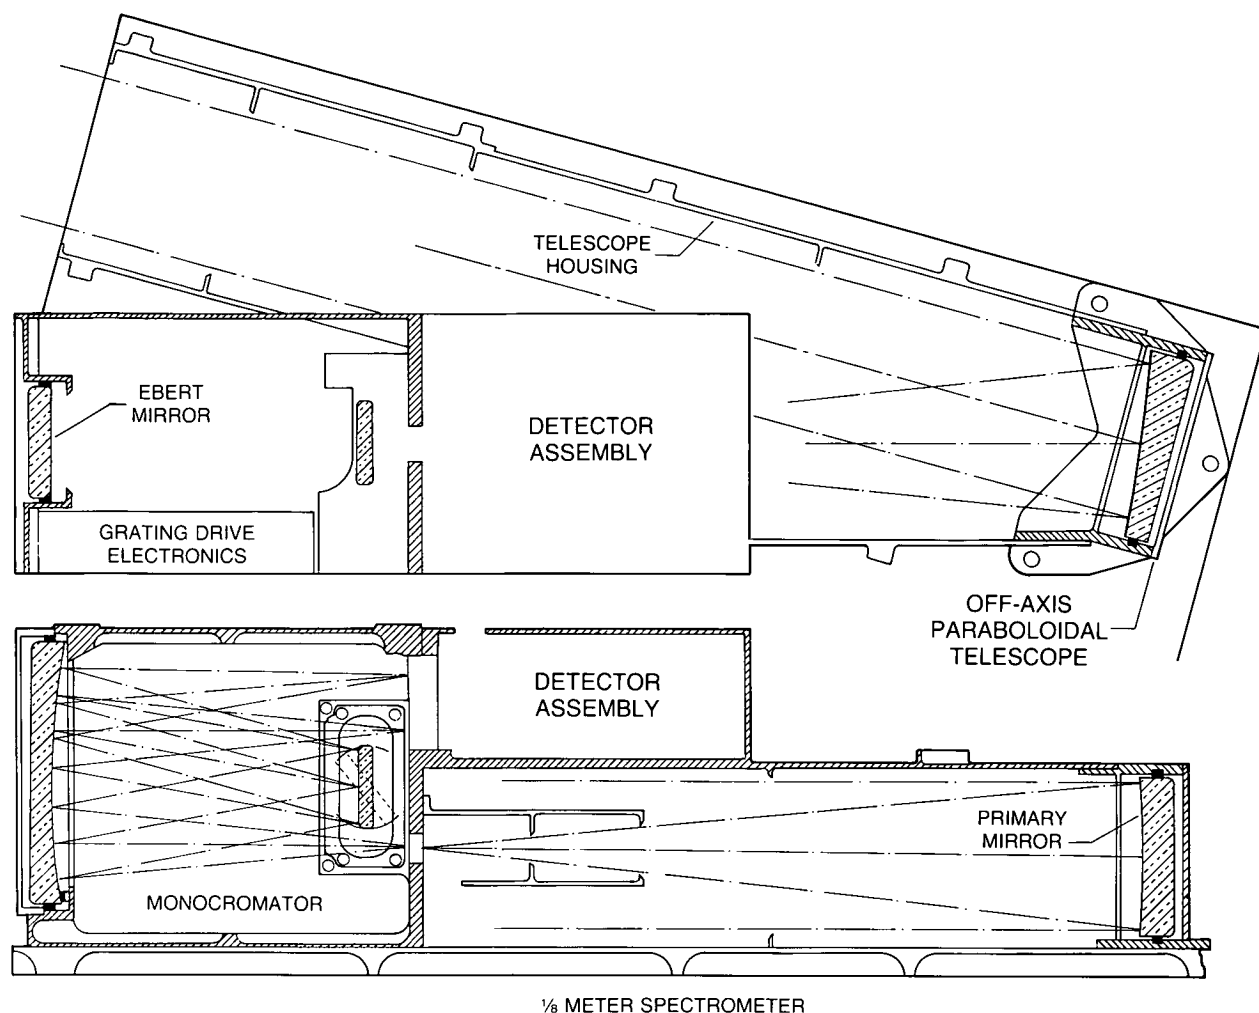 TELESCOPE
HOUSING
EBERT
MIRROR
DETECTOR
ASSEMBLY
GRATING DRIVE
ELECTRONICS
OFF-AXIS
PARABOLOIDAL
TELESCOPE
DETECTOR
ASSEMBLY
PRIMARY
MIRROR
MONOCROMATOR
⅛ METER SPECTROMETER